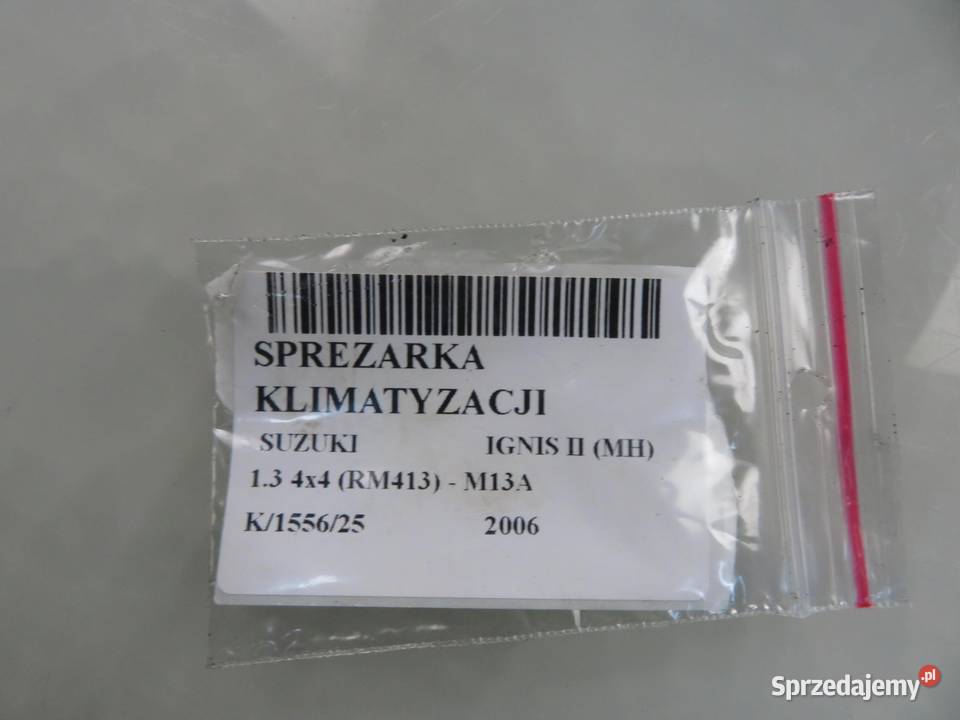 SPREZARKA
KLIMATYZACJI
SUZUKI IGNIS II (MH)
1.3 4x4 (RM413) - M13A
K/1556/25 2006
Sprzedajemy.pl